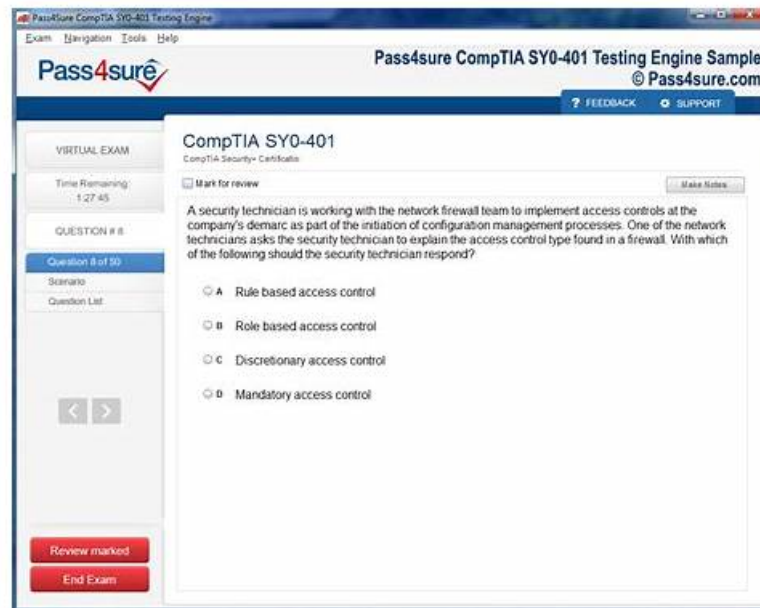 Pass4Sure CompTIA SY0-401 Testing Engine
Exam Navigation Tools Help
Pass4sure
Pass4sure CompTIA SY0-401 Testing Engine Sample
© Pass4sure.com
? FEEDBACK SUPPORT
VIRTUAL EXAM
Time Remaining:
1:27:45
QUESTION # 8
Question 8 of 50
Scenario
Question List
CompTIA SY0-401
CompTIA Security+ Certificatio
Mark for review
Make Notes
A security technician is working with the network firewall team to implement access controls at the
company's demarc as part of the initiation of configuration management processes. One of the network
technicians asks the security technician to explain the access control type found in a firewall. With which
of the following should the security technician respond?
A Rule based access control
B Role based access control
C Discretionary access control
D Mandatory access control
Review marked
End Exam